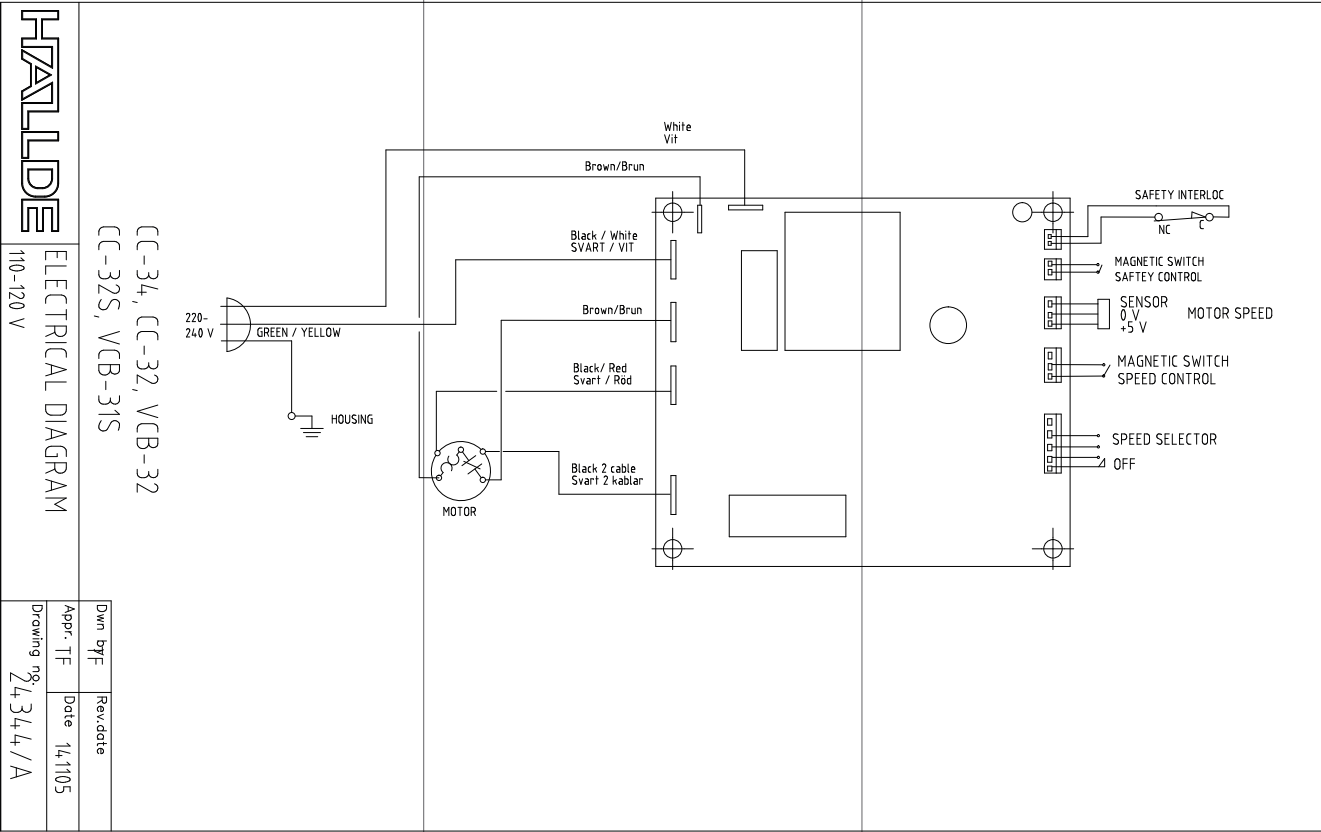 HALLDE
ELECTRICAL DIAGRAM
110-120 V
CC-34, CC-32, VCB-32
CC-32S, VCB-31S
Dwn by TF
Rev.date
Appr. TF
Date 141105
Drawing no.
24344/A
White
Vit
Brown/Brun
Black / White
SVART / VIT
Brown/Brun
Black/ Red
Svart / Röd
Black 2 cable
Svart 2 kablar
220-
240 V
GREEN / YELLOW
HOUSING
MOTOR
SAFETY INTERLOC
NC
C
MAGNETIC SWITCH
SAFTEY CONTROL
SENSOR
0 V
+5 V
MOTOR SPEED
MAGNETIC SWITCH
SPEED CONTROL
SPEED SELECTOR
OFF